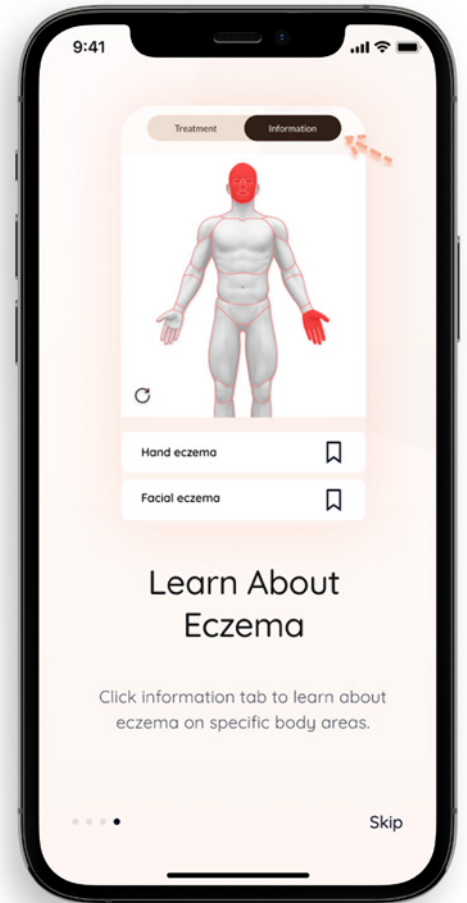 9:41
Treatment Information
Hand eczema
Facial eczema
Learn About
Eczema
Click information tab to learn about
eczema on specific body areas.
Skip